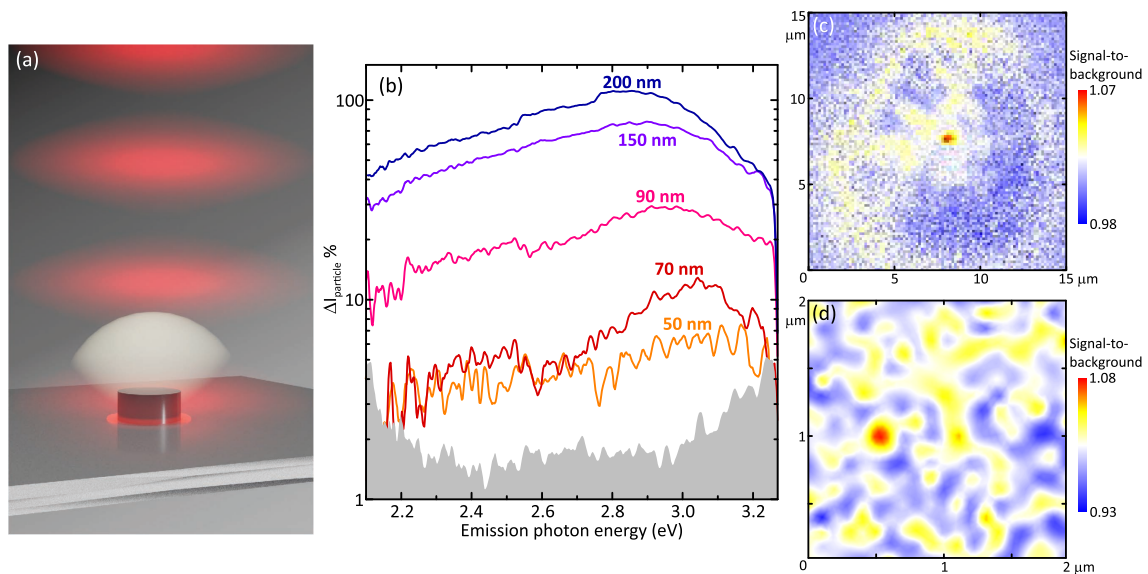 (a)
(b)
200 nm
150 nm
90 nm
70 nm
50 nm
100
10
1
ΔI_particle %
2.2 2.4 2.6 2.8 3.0 3.2
Emission photon energy (eV)
(c)
15
μm
10
5
0
5 10 15 μm
Signal-to-
background
1.07
0.98
(d)
2
μm
1
0
1 2 μm
Signal-to-
background
1.08
0.93